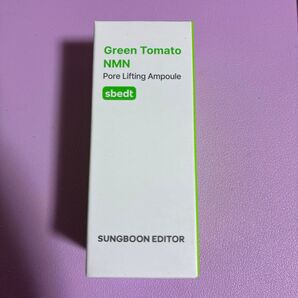 Green Tomato
NMN
Pore Lifting Ampoule
sbedt
SUNGBOON EDITOR